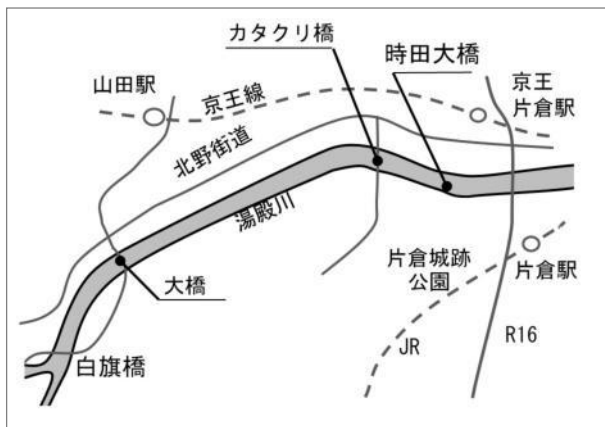 カタクリ橋
時田大橋
山田駅
京王線
京王
片倉駅
北野街道
湯殿川
片倉城跡
公園
片倉駅
大橋
JR
R16
白旗橋